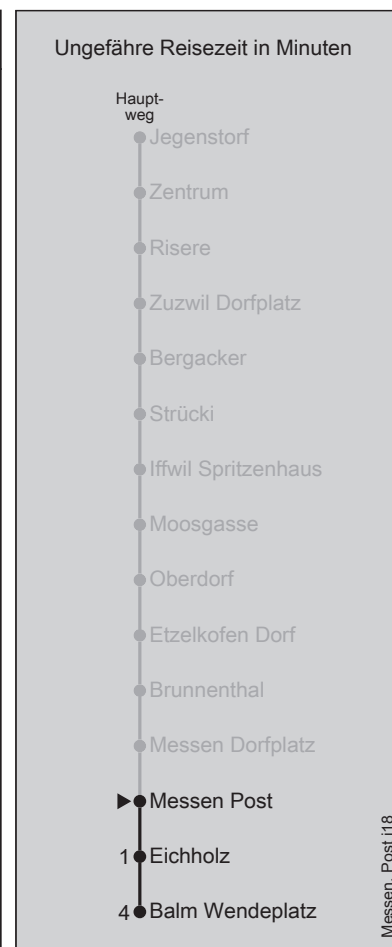 Ungefähre Reisezeit in Minuten
Haupt-
weg
Jegenstorf
Zentrum
Risere
Zuzwil Dorfplatz
Bergacker
Strücki
Iffwil Spritzenhaus
Moosgasse
Oberdorf
Etzelkofen Dorf
Brunnenthal
Messen Dorfplatz
Messen Post
1 Eichholz
4 Balm Wendeplatz
Messen, Post j18